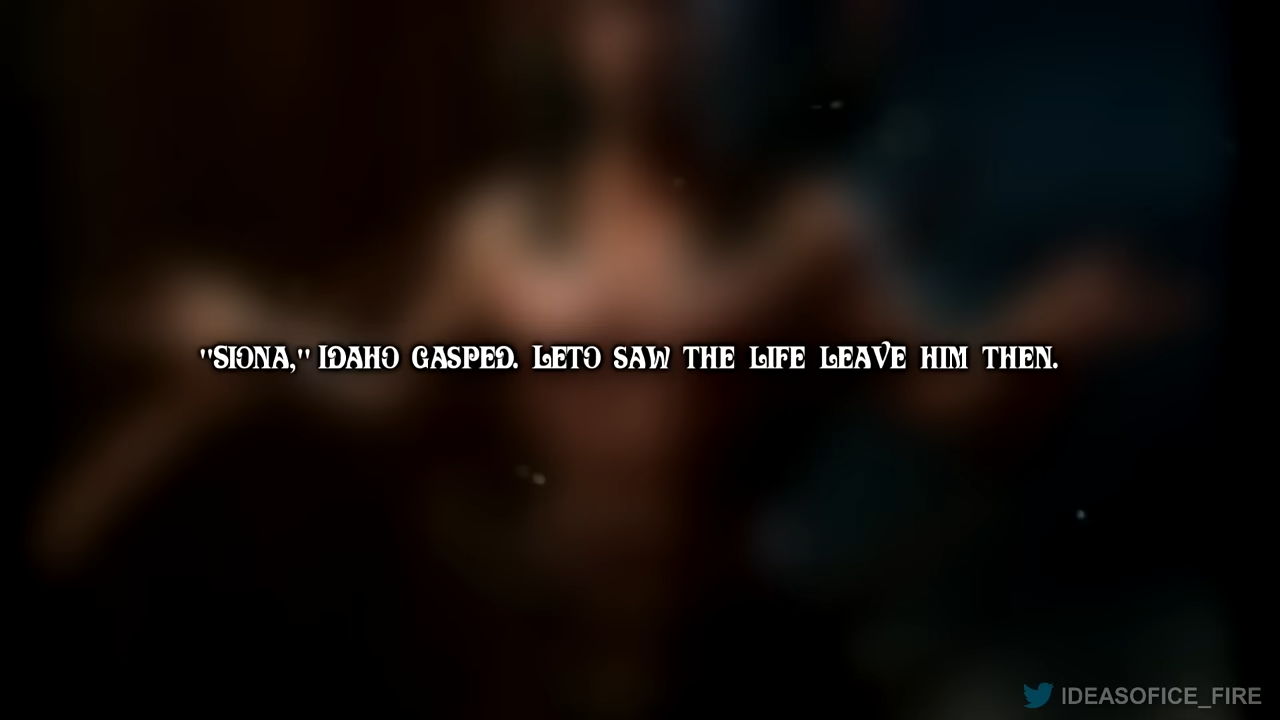 "Siona," Idaho gasped. Leto saw the life leave him then.
IDEASOFICE_FIRE